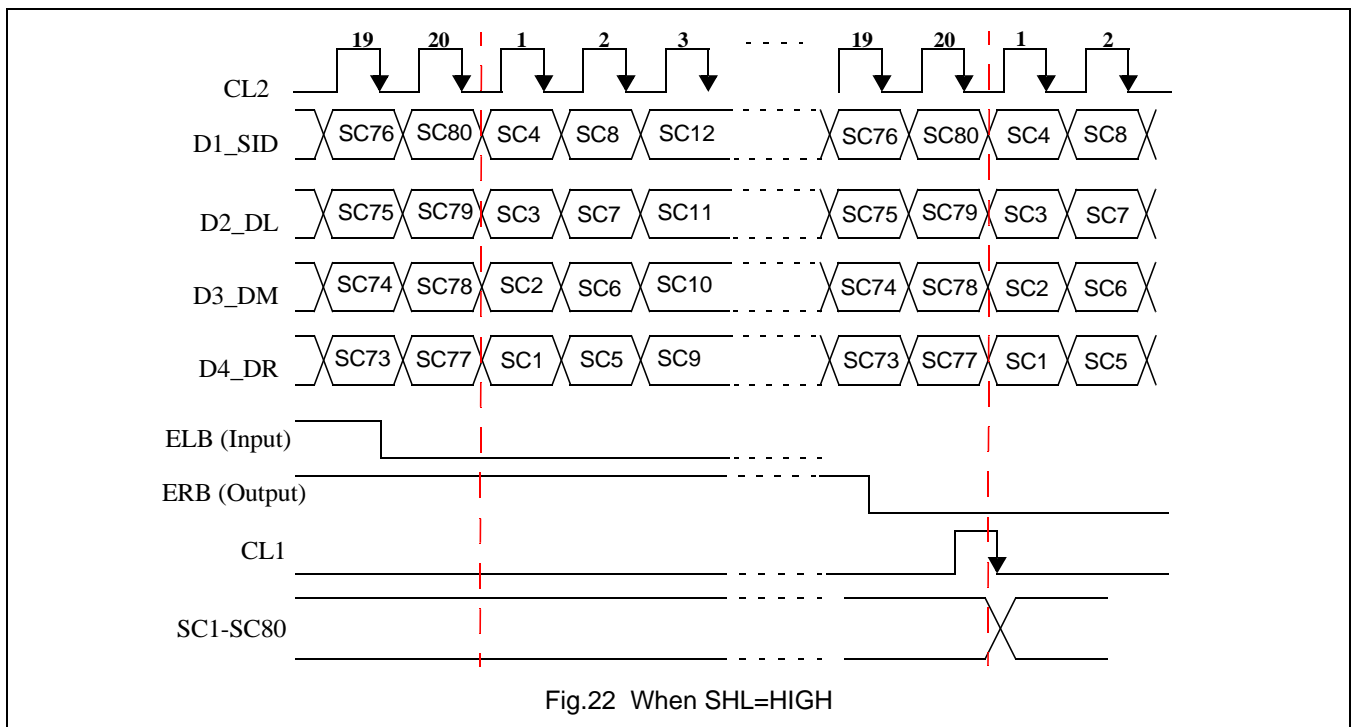 19 20 1 2 3 19 20 1 2
CL2
D1_SID SC76 SC80 SC4 SC8 SC12 SC76 SC80 SC4 SC8
D2_DL SC75 SC79 SC3 SC7 SC11 SC75 SC79 SC3 SC7
D3_DM SC74 SC78 SC2 SC6 SC10 SC74 SC78 SC2 SC6
D4_DR SC73 SC77 SC1 SC5 SC9 SC73 SC77 SC1 SC5
ELB (Input)
ERB (Output)
CL1
SC1-SC80
Fig.22 When SHL=HIGH